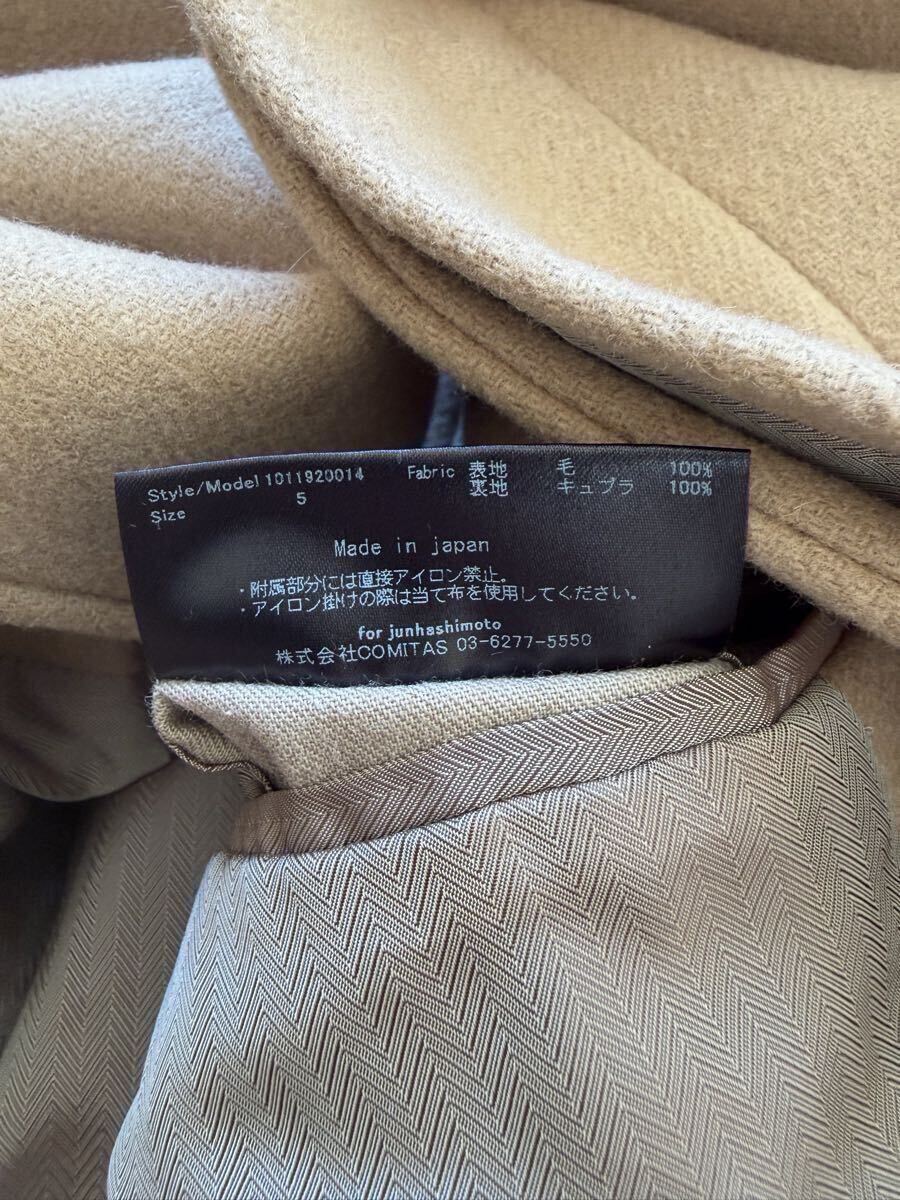 Style/Model 1011920014 Fabric 表地 毛 100%
Size 5 裏地 キュプラ 100%
Made in japan
・附属部分には直接アイロン禁止。
・アイロン掛けの際は当て布を使用してください。
for junhashimoto
株式会社COMITAS 03-6277-5550